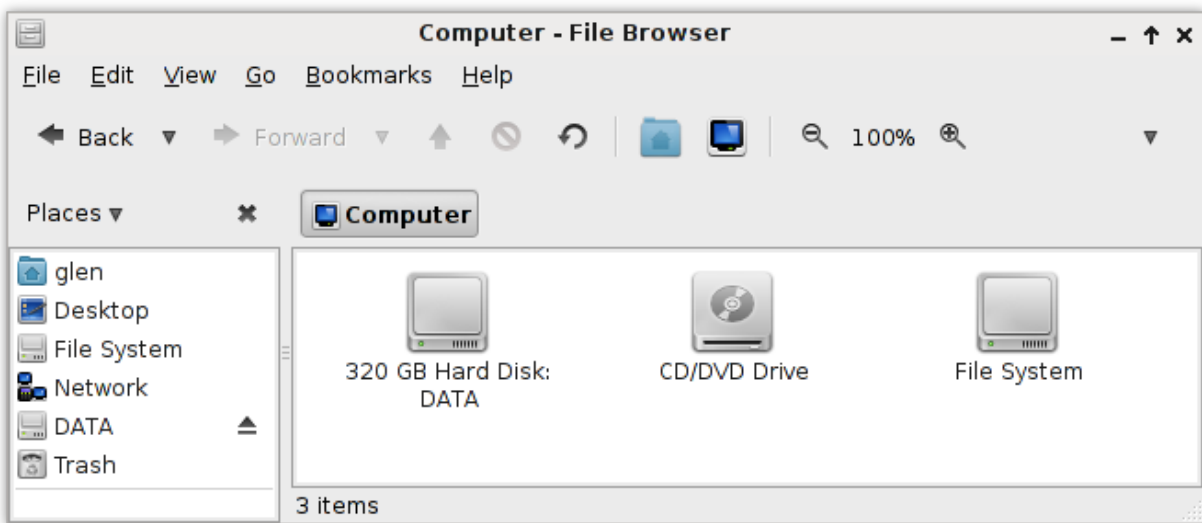 Computer - File Browser
File Edit View Go Bookmarks Help
Back Forward 100%
Places Computer
glen
Desktop
File System
Network
DATA
Trash
320 GB Hard Disk:
DATA
CD/DVD Drive
File System
3 items